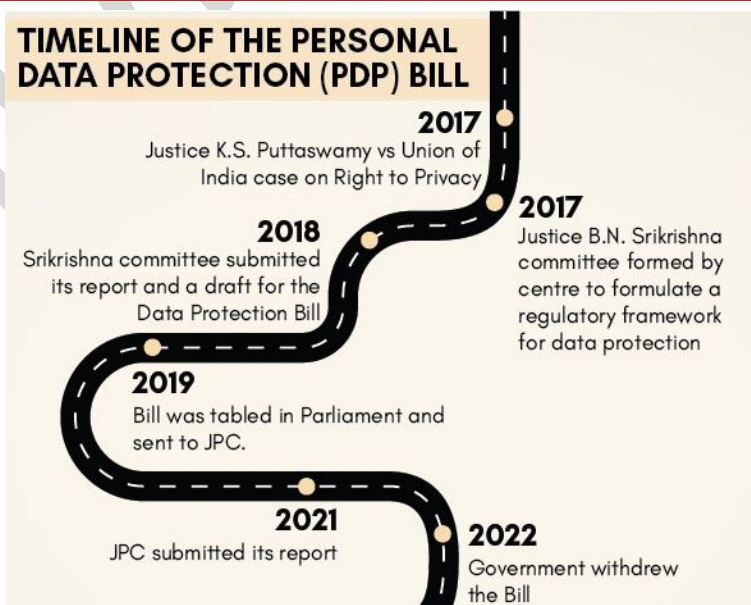 TIMELINE OF THE PERSONAL
DATA PROTECTION (PDP) BILL
2017
Justice K.S. Puttaswamy vs Union of
India case on Right to Privacy
2017
Justice B.N. Srikrishna
committee formed by
centre to formulate a
regulatory framework
for data protection
2018
Srikrishna committee submitted
its report and a draft for the
Data Protection Bill
2019
Bill was tabled in Parliament and
sent to JPC.
2021
JPC submitted its report
2022
Government withdrew
the Bill